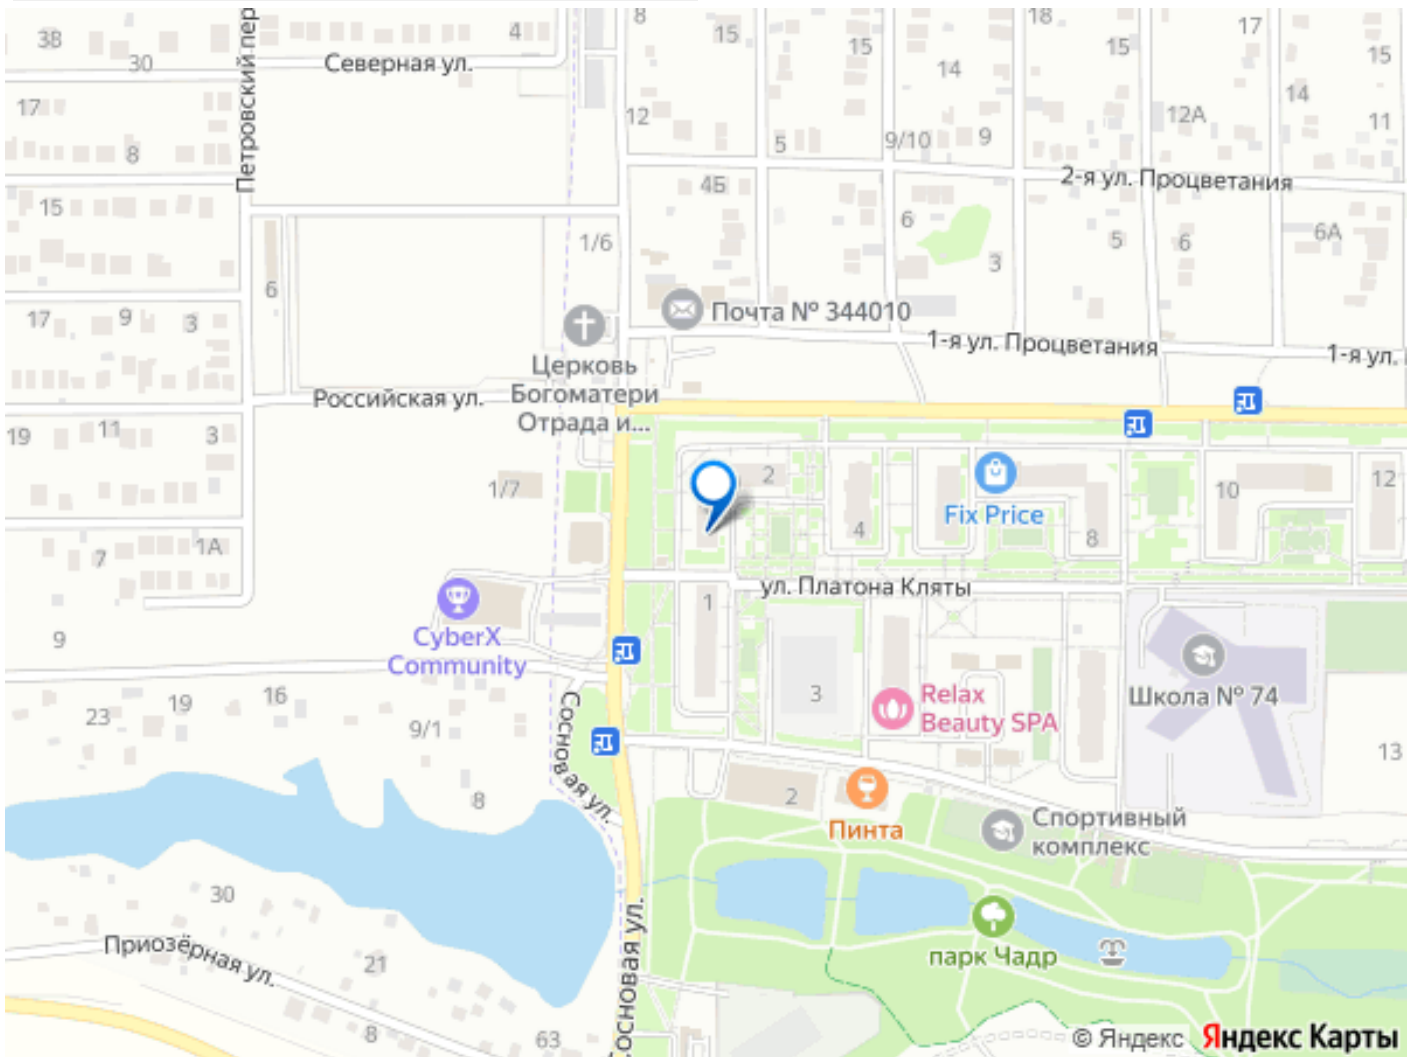 38
30
Северная ул.
4
8
15
15
14
18
15
17
15
14
11
12А
17
8
Петровский пер
12
5
9/10
9
2-я ул. Процветания
4Б
15
1/6
6
3
5
6
6А
6
17
9
3
Почта № 344010
1-я ул. Процветания
1-я ул.
Церковь
Богоматери
Отрада и...
Российская ул.
19
11
3
1/7
2
4
Fix Price
8
10
12
7
1А
ул. Платона Кляты
1
9
CyberX
Community
Школа № 74
3
Relax
Beauty SPA
23
19
16
9/1
8
Сосновая ул.
13
2
Пинта
Спортивный
комплекс
30
Приозёрная ул.
21
8
63
Сосновая ул.
парк Чадр
© Яндекс Яндекс Карты